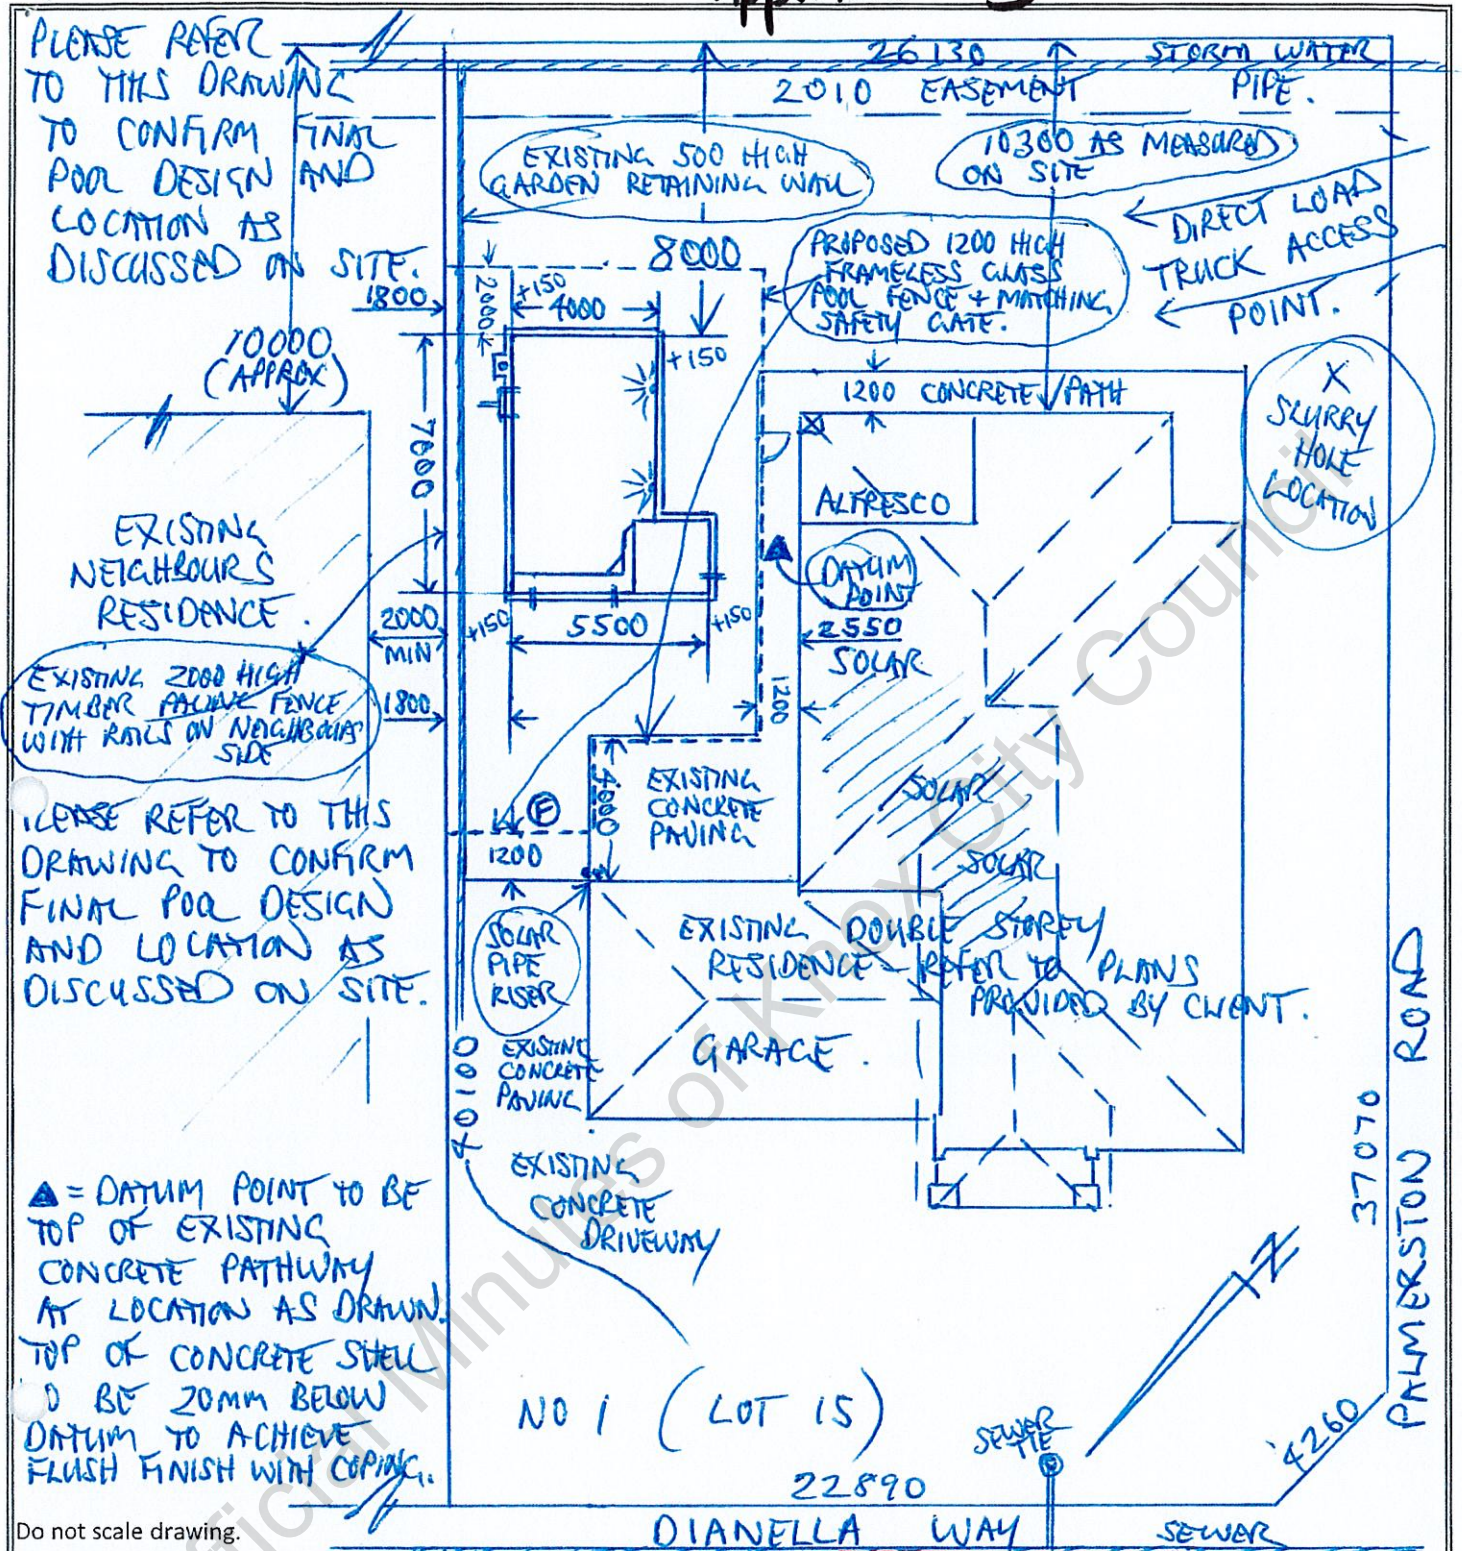 PLEASE REFER
TO THIS DRAWING
TO CONFIRM FINAL
POOL DESIGN AND
LOCATION AS
DISCUSSED ON SITE.
26130
STORM WATER
PIPE.
2010 EASEMENT
EXISTING 500 HIGH
GARDEN RETAINING WALL
10300 AS MEASURED
ON SITE
DIRECT LOAD
TRUCK ACCESS
POINT.
8000
PROPOSED 1200 HIGH
FRAMELESS GLASS
POOL FENCE + MATCHING
SAFETY GATE.
1800
2000
+150
4000
+150
10000
(APPROX)
7000
1200 CONCRETE PATH
X
SLURRY
HOLE
LOCATION
ALFRESCO
EXISTING
NEIGHBOURS
RESIDENCE.
DATUM
POINT
2000
MIN
+150
5500
+150
2550
SOLAR
EXISTING 2000 HIGH
TIMBER PALING FENCE
WITH RAILS ON NEIGHBOURS
SIDE
1800
1200
EXISTING
CONCRETE
PAVING
4000
SOLAR
SOLAR
E
1200
PLEASE REFER TO THIS
DRAWING TO CONFIRM
FINAL POOL DESIGN
AND LOCATION AS
DISCUSSED ON SITE.
SOLAR
PIPE
RISER
EXISTING DOUBLE STOREY
RESIDENCE - REFER TO PLANS
PROVIDED BY CLIENT.
GARAGE.
EXISTING
CONCRETE
PAVING
40100
EXISTING
CONCRETE
DRIVEWAY
37070
PALMERSTON ROAD
= DATUM POINT TO BE
TOP OF EXISTING
CONCRETE PATHWAY
AT LOCATION AS DRAWN.
TOP OF CONCRETE SHELL
TO BE 20MM BELOW
DATUM TO ACHIEVE
FLUSH FINISH WITH COPING.
NO 1 (LOT 15)
SEWER
TIE
4260
22890
DIANELLA WAY
SEWER
Do not scale drawing.
Official Minutes of Knox City Council